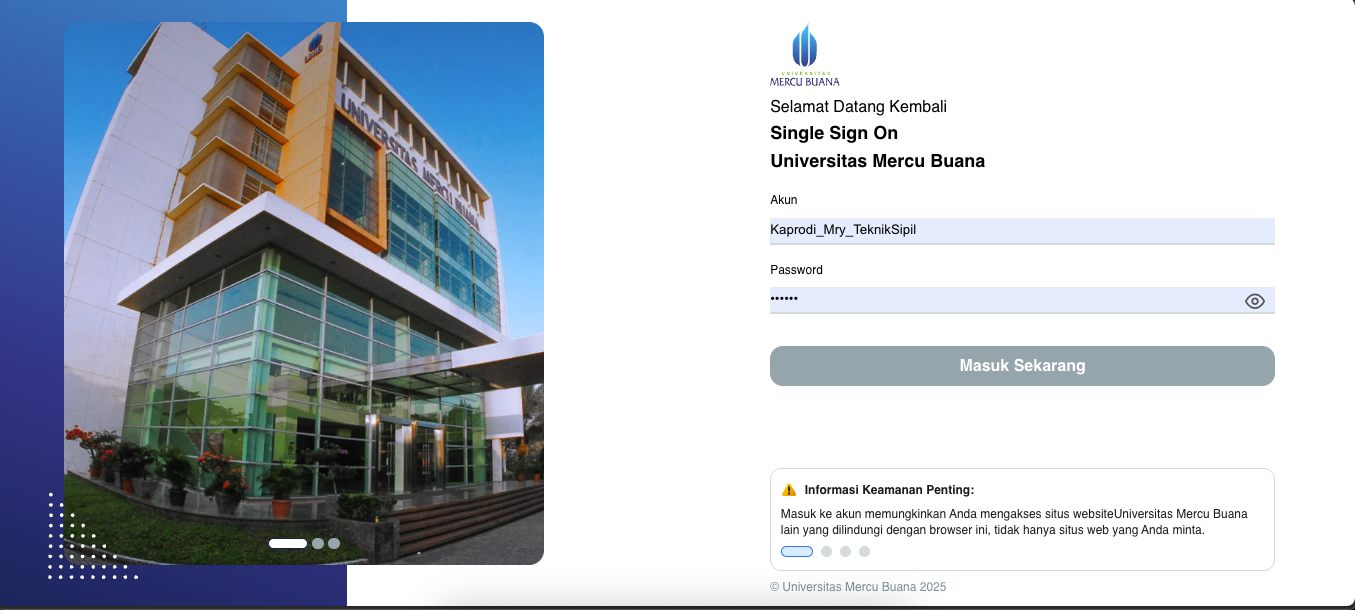 UNIVERSITAS MERCU BUANA
UNIVERSITAS
MERCU BUANA
Selamat Datang Kembali
Single Sign On
Universitas Mercu Buana
Akun
Kaprodi_Mry_TeknikSipil
Password
••••••
Masuk Sekarang
Informasi Keamanan Penting:
Masuk ke akun memungkinkan Anda mengakses situs websiteUniversitas Mercu Buana
lain yang dilindungi dengan browser ini, tidak hanya situs web yang Anda minta.
© Universitas Mercu Buana 2025